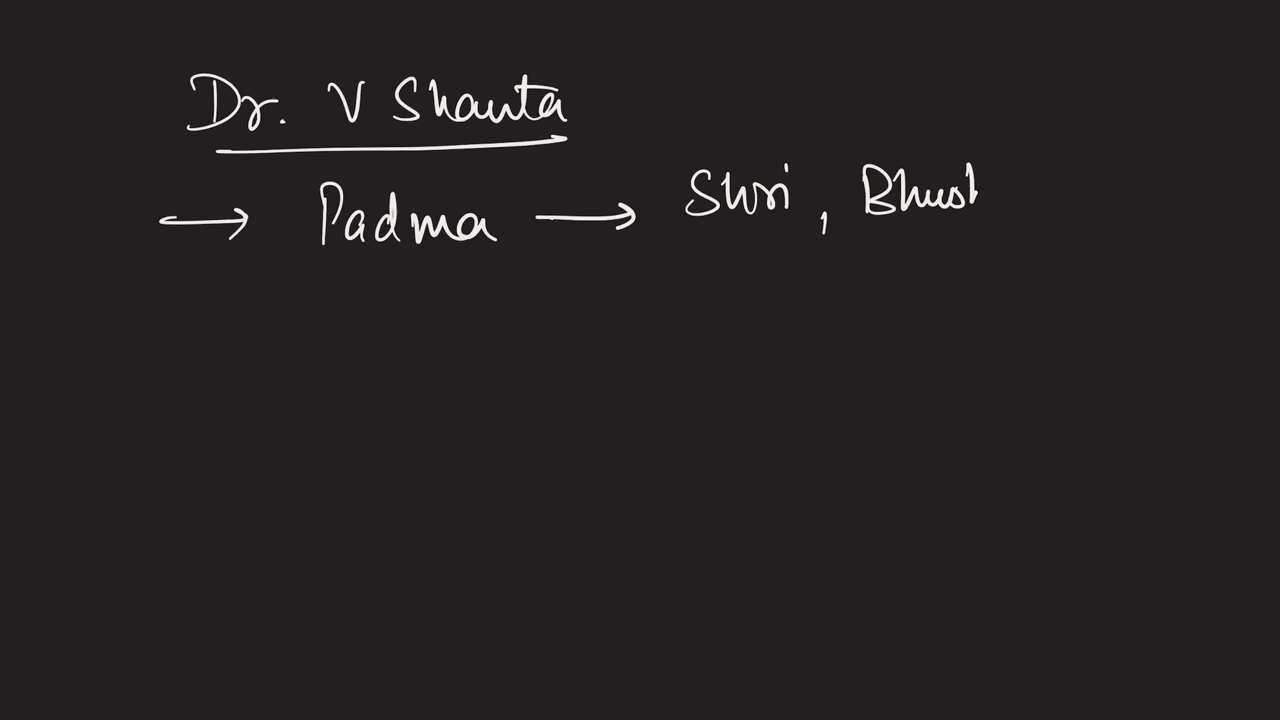 Dr. V Shanta
→ Padma → Shri, Bhush